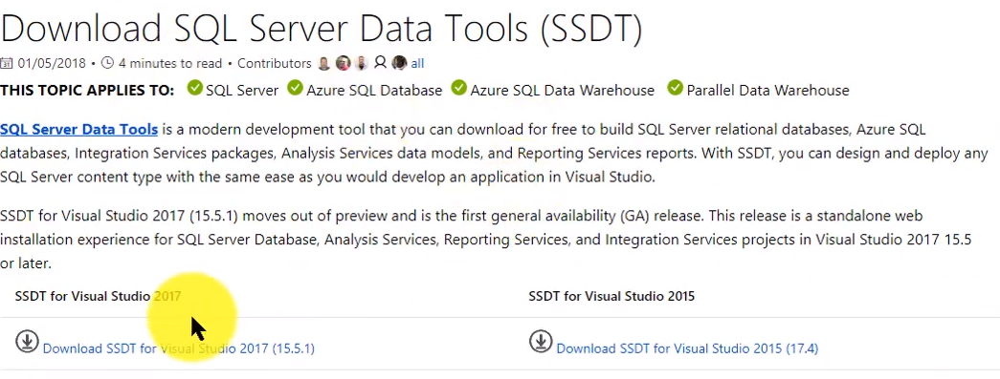 Download SQL Server Data Tools (SSDT)
01/05/2018 • 4 minutes to read • Contributors all
THIS TOPIC APPLIES TO: SQL Server Azure SQL Database Azure SQL Data Warehouse Parallel Data Warehouse
SQL Server Data Tools is a modern development tool that you can download for free to build SQL Server relational databases, Azure SQL
databases, Integration Services packages, Analysis Services data models, and Reporting Services reports. With SSDT, you can design and deploy any
SQL Server content type with the same ease as you would develop an application in Visual Studio.
SSDT for Visual Studio 2017 (15.5.1) moves out of preview and is the first general availability (GA) release. This release is a standalone web
installation experience for SQL Server Database, Analysis Services, Reporting Services, and Integration Services projects in Visual Studio 2017 15.5
or later.
SSDT for Visual Studio 2017 SSDT for Visual Studio 2015
Download SSDT for Visual Studio 2017 (15.5.1) Download SSDT for Visual Studio 2015 (17.4)